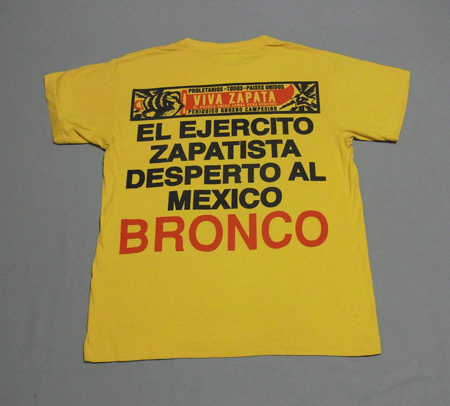 PROLETARIOS • TODOS • PAISES UNIDOS
VIVA ZAPATA
PERIODICO OBRERO CAMPESINO
EL EJERCITO
ZAPATISTA
DESPERTO AL
MEXICO
BRONCO